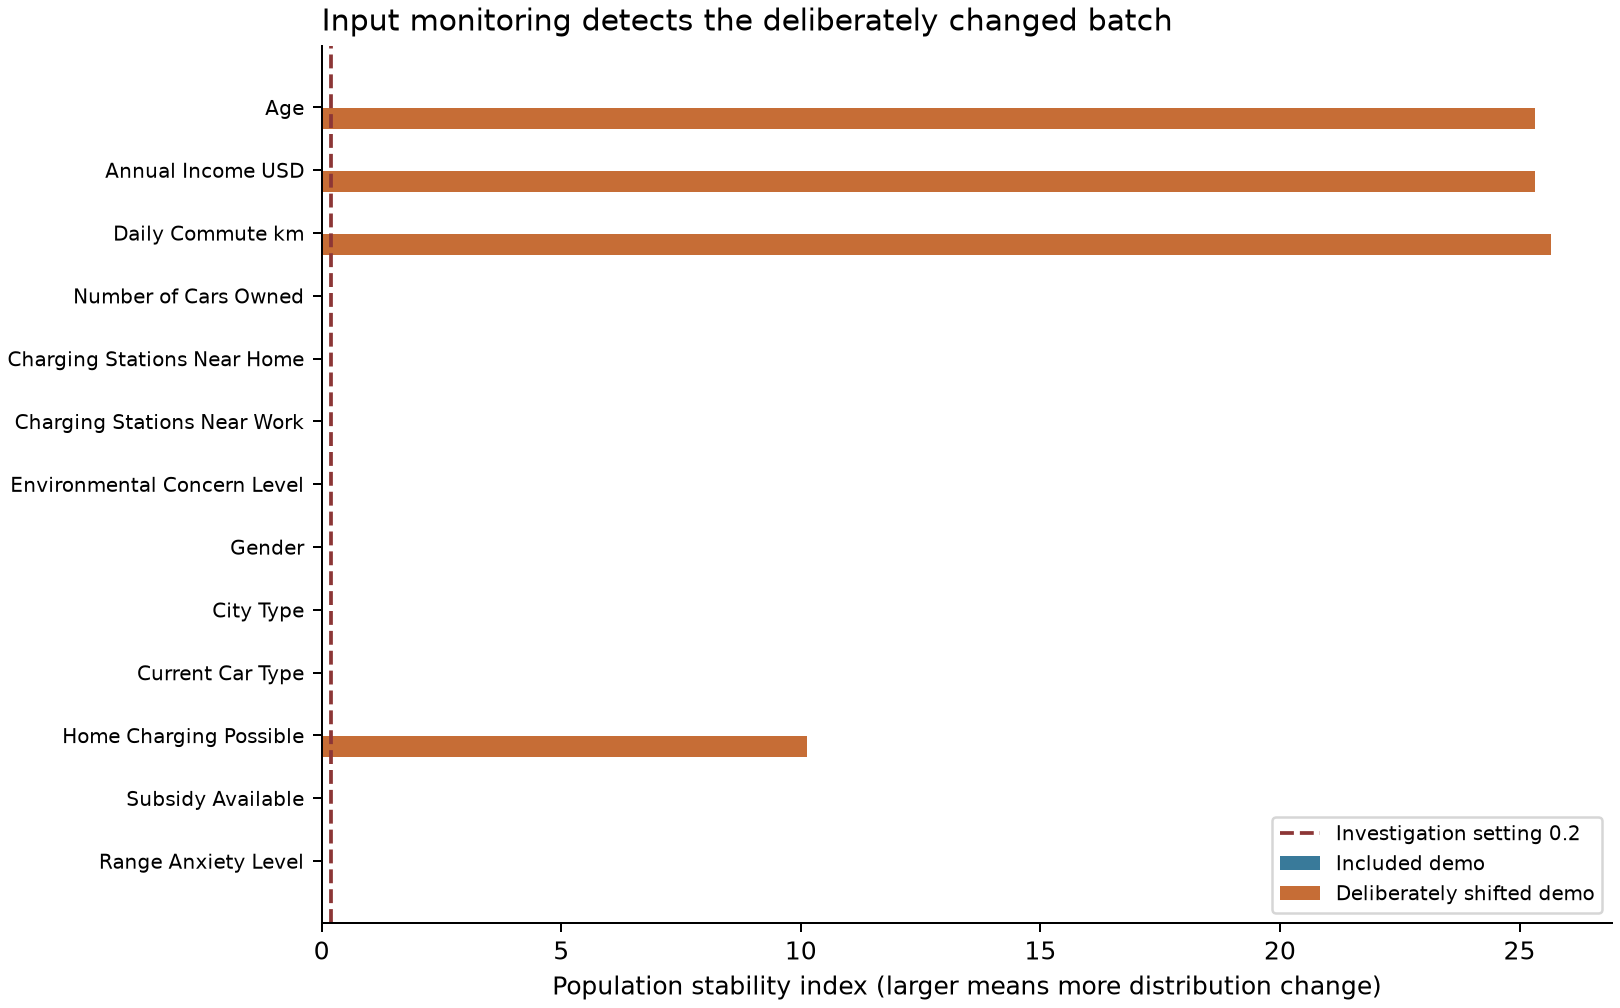 Input monitoring detects the deliberately changed batch
Age
Annual Income USD
Daily Commute km
Number of Cars Owned
Charging Stations Near Home
Charging Stations Near Work
Environmental Concern Level
Gender
City Type
Current Car Type
Home Charging Possible
Subsidy Available
Range Anxiety Level
Investigation setting 0.2
Included demo
Deliberately shifted demo
0 5 10 15 20 25
Population stability index (larger means more distribution change)